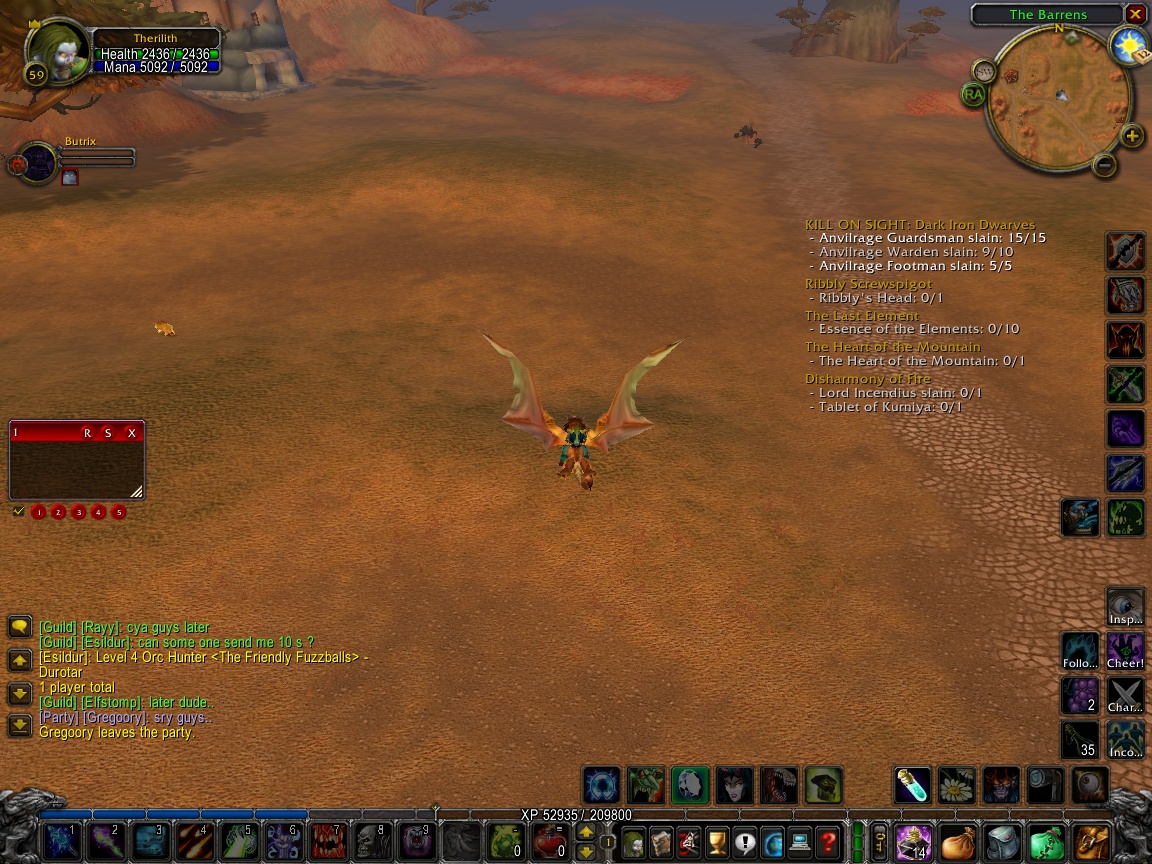 Therilith
Health 2436 / 2436
Mana 5092 / 5092
59
Butrix
The Barrens
N
SW
RA
KILL ON SIGHT: Dark Iron Dwarves
- Anvilrage Guardsman slain: 15/15
- Anvilrage Warden slain: 9/10
- Anvilrage Footman slain: 5/5
Ribbly Screwspigot
- Ribbly's Head: 0/1
The Last Element
- Essence of the Elements: 0/10
The Heart of the Mountain
- The Heart of the Mountain: 0/1
Disharmony of Fire
- Lord Incendius slain: 0/1
- Tablet of Kurniya: 0/1
1 R S X
1 2 3 4 5
[Guild] [Rayy]: cya guys later
[Guild] [Esildur]: can some one send me 10 s ?
[Esildur]: Level 4 Orc Hunter <The Friendly Fuzzballs> -
Durotar
1 player total
[Guild] [Elfstomp]: later dude..
[Party] [Gregoory]: sry guys..
Gregoory leaves the party.
Insp...
Follo... Cheer!
2 Char...
35 Inco...
XP 52935 / 209800
1 2 3 4 5 6 7 8 9 - =
0 0 1 14